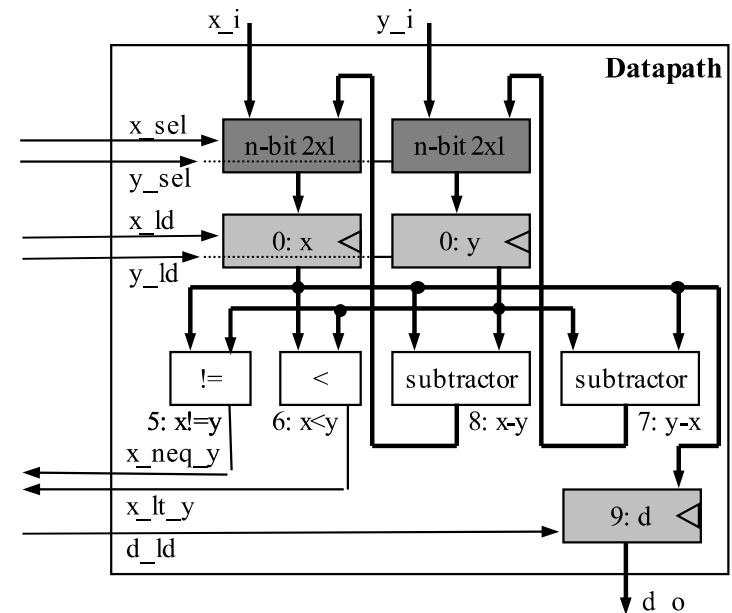 x_i y_i
Datapath
x_sel
n-bit 2x1 n-bit 2x1
y_sel
x_ld
0: x 0: y
y_ld
!= < subtractor subtractor
5: x!=y 6: x<y 8: x-y 7: y-x
x_neq_y
x_lt_y
9: d
d_ld
d_o